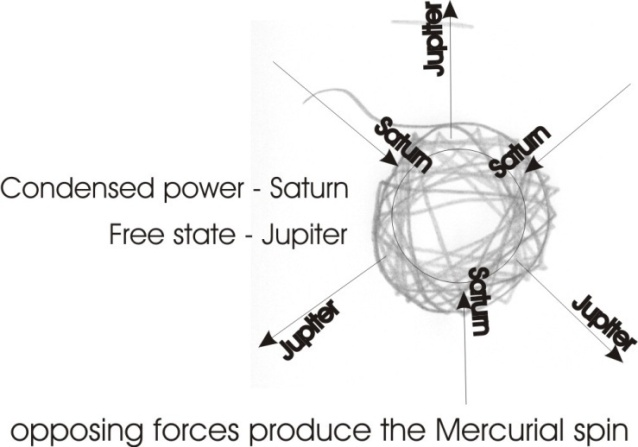 Jupiter
Saturn
Saturn
Condensed power - Saturn
Free state - Jupiter
Saturn
Jupiter
Jupiter
opposing forces produce the Mercurial spin